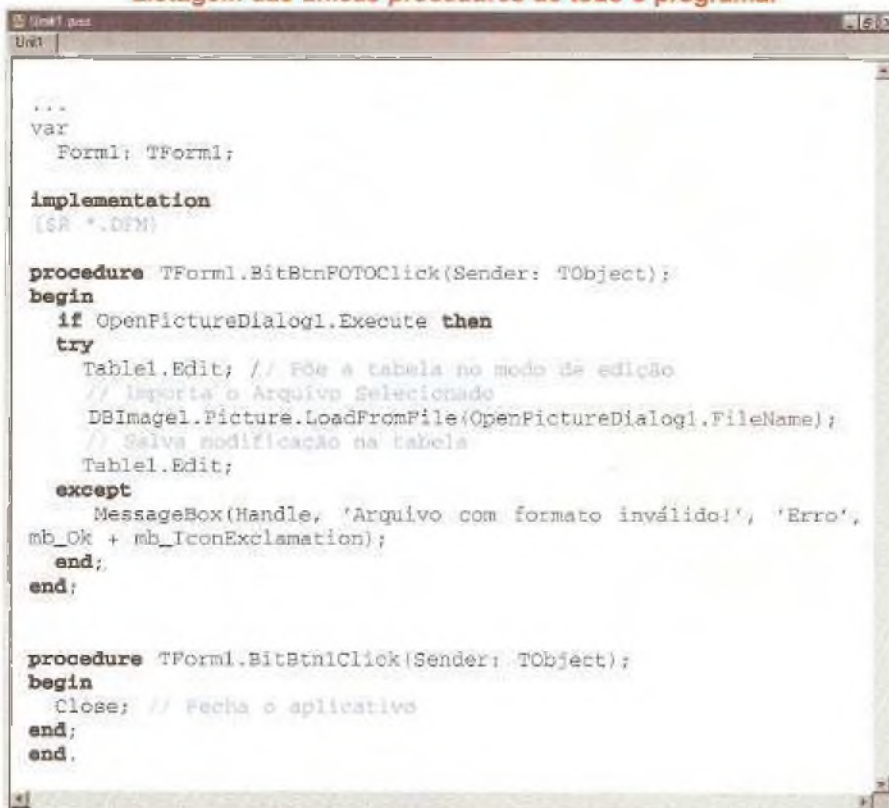 Listagem das únicas procedures de todo o programa.
Unit1.pas
Unit1
...
var
Form1: TForm1;
implementation
{$R *.DFM}
procedure TForm1.BitBtnFOTOClick(Sender: TObject);
begin
if OpenPictureDialog1.Execute then
try
Table1.Edit; // Põe a tabela no modo de edição
// Importa o Arquivo Selecionado
DBImage1.Picture.LoadFromFile(OpenPictureDialog1.FileName);
// Salva modificação na tabela
Table1.Edit;
except
MessageBox(Handle, 'Arquivo com formato inválido!', 'Erro',
mb_Ok + mb_IconExclamation);
end;
end;
procedure TForm1.BitBtn1Click(Sender: TObject);
begin
Close; // Fecha o aplicativo
end;
end.